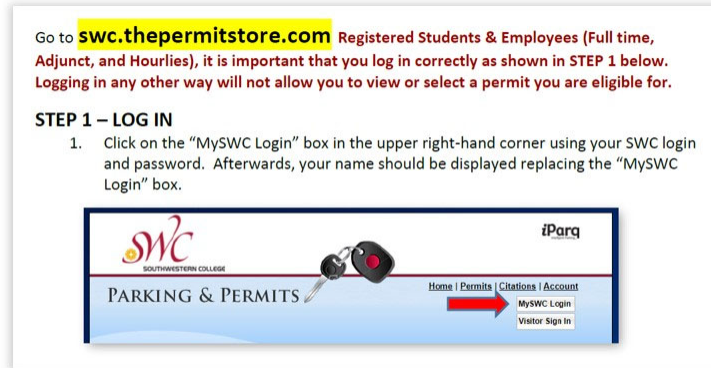 Go to swc.thepermitstore.com Registered Students & Employees (Full time,
Adjunct, and Hourlies), it is important that you log in correctly as shown in STEP 1 below.
Logging in any other way will not allow you to view or select a permit you are eligible for.
STEP 1 – LOG IN
1. Click on the “MySWC Login” box in the upper right-hand corner using your SWC login
and password. Afterwards, your name should be displayed replacing the “MySWC
Login” box.
SWC
SOUTHWESTERN COLLEGE
iParq
PARKING & PERMITS
Home | Permits | Citations | Account
MySWC Login
Visitor Sign In